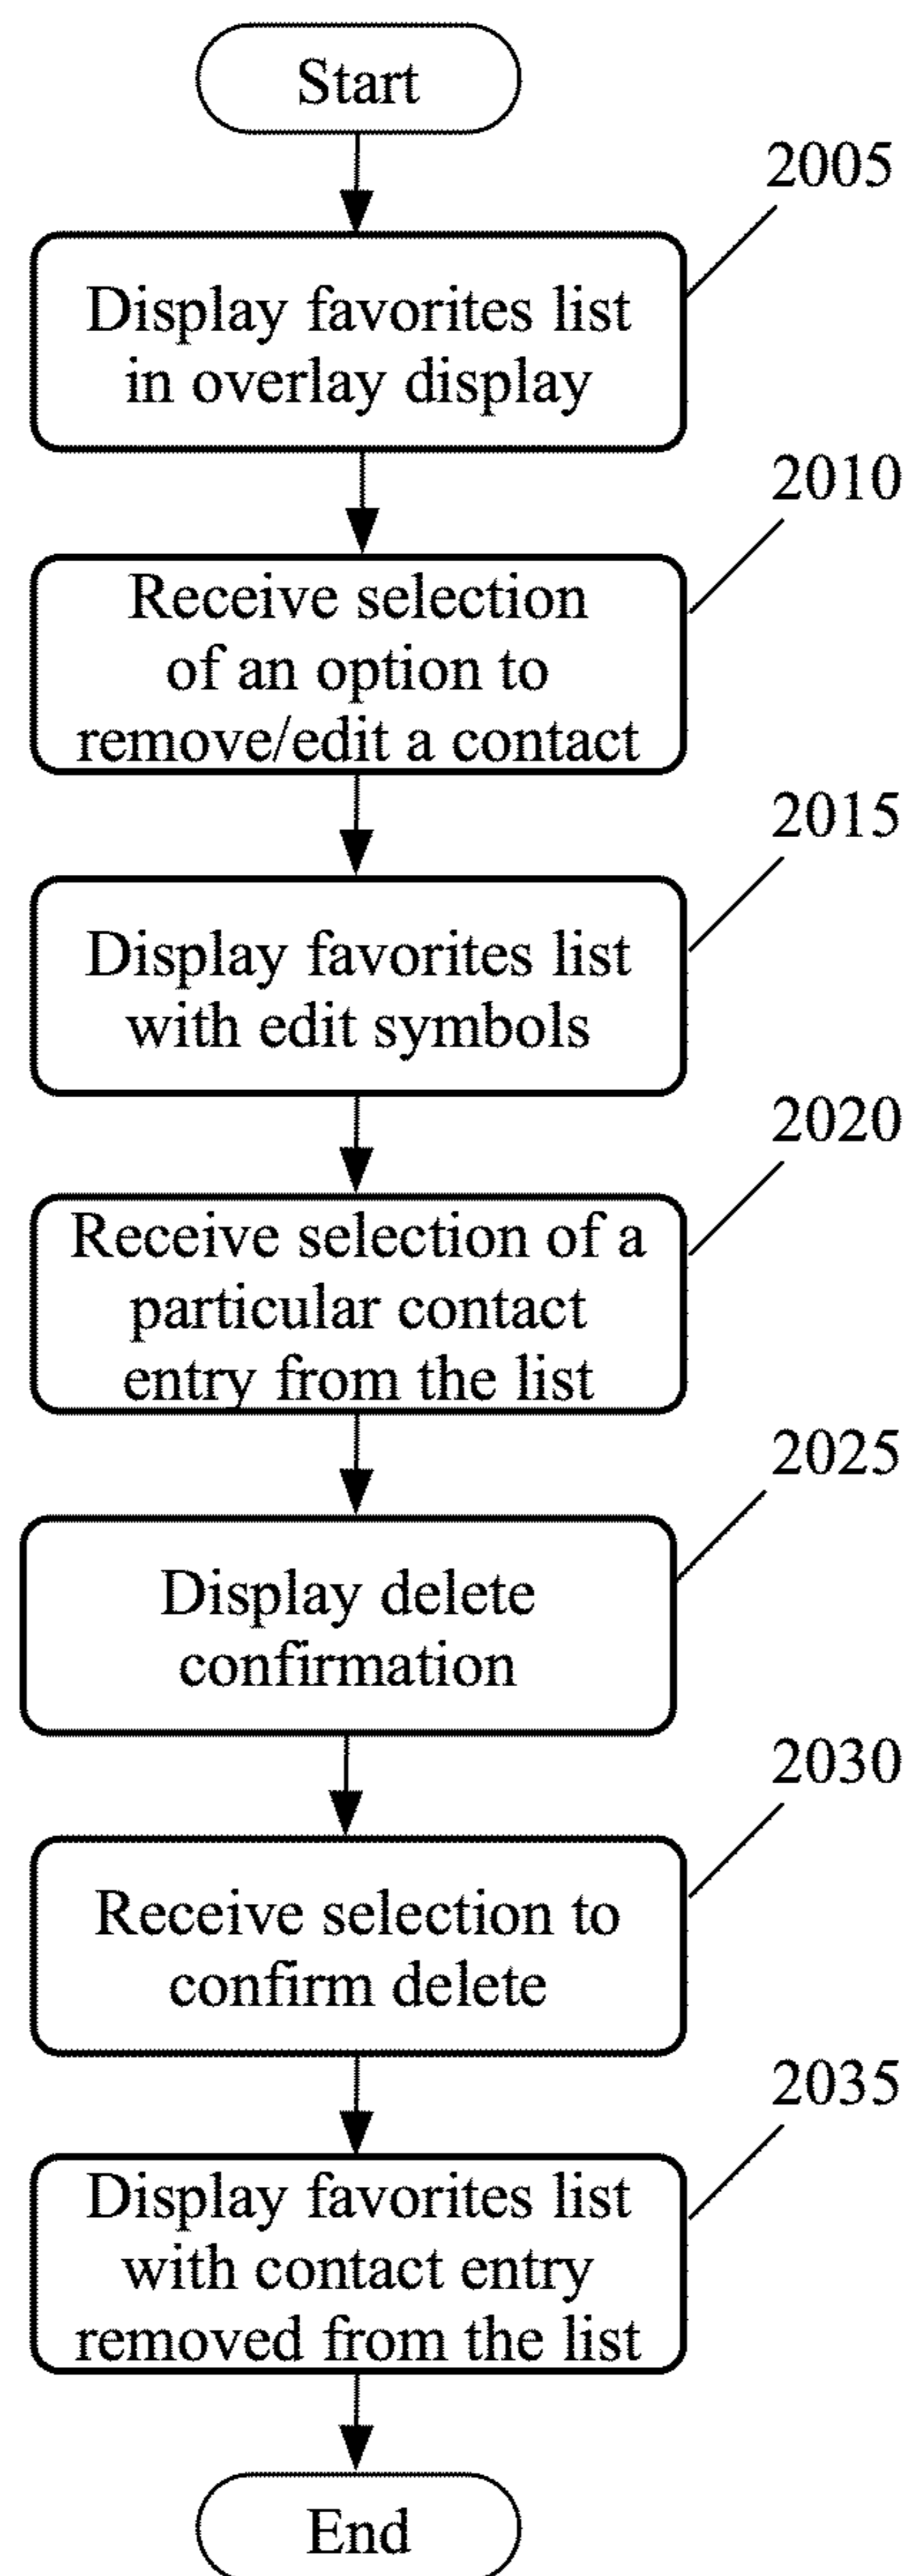 Start
2005
Display favorites list
in overlay display
2010
Receive selection
of an option to
remove/edit a contact
2015
Display favorites list
with edit symbols
2020
Receive selection of a
particular contact
entry from the list
2025
Display delete
confirmation
2030
Receive selection to
confirm delete
2035
Display favorites list
with contact entry
removed from the list
End